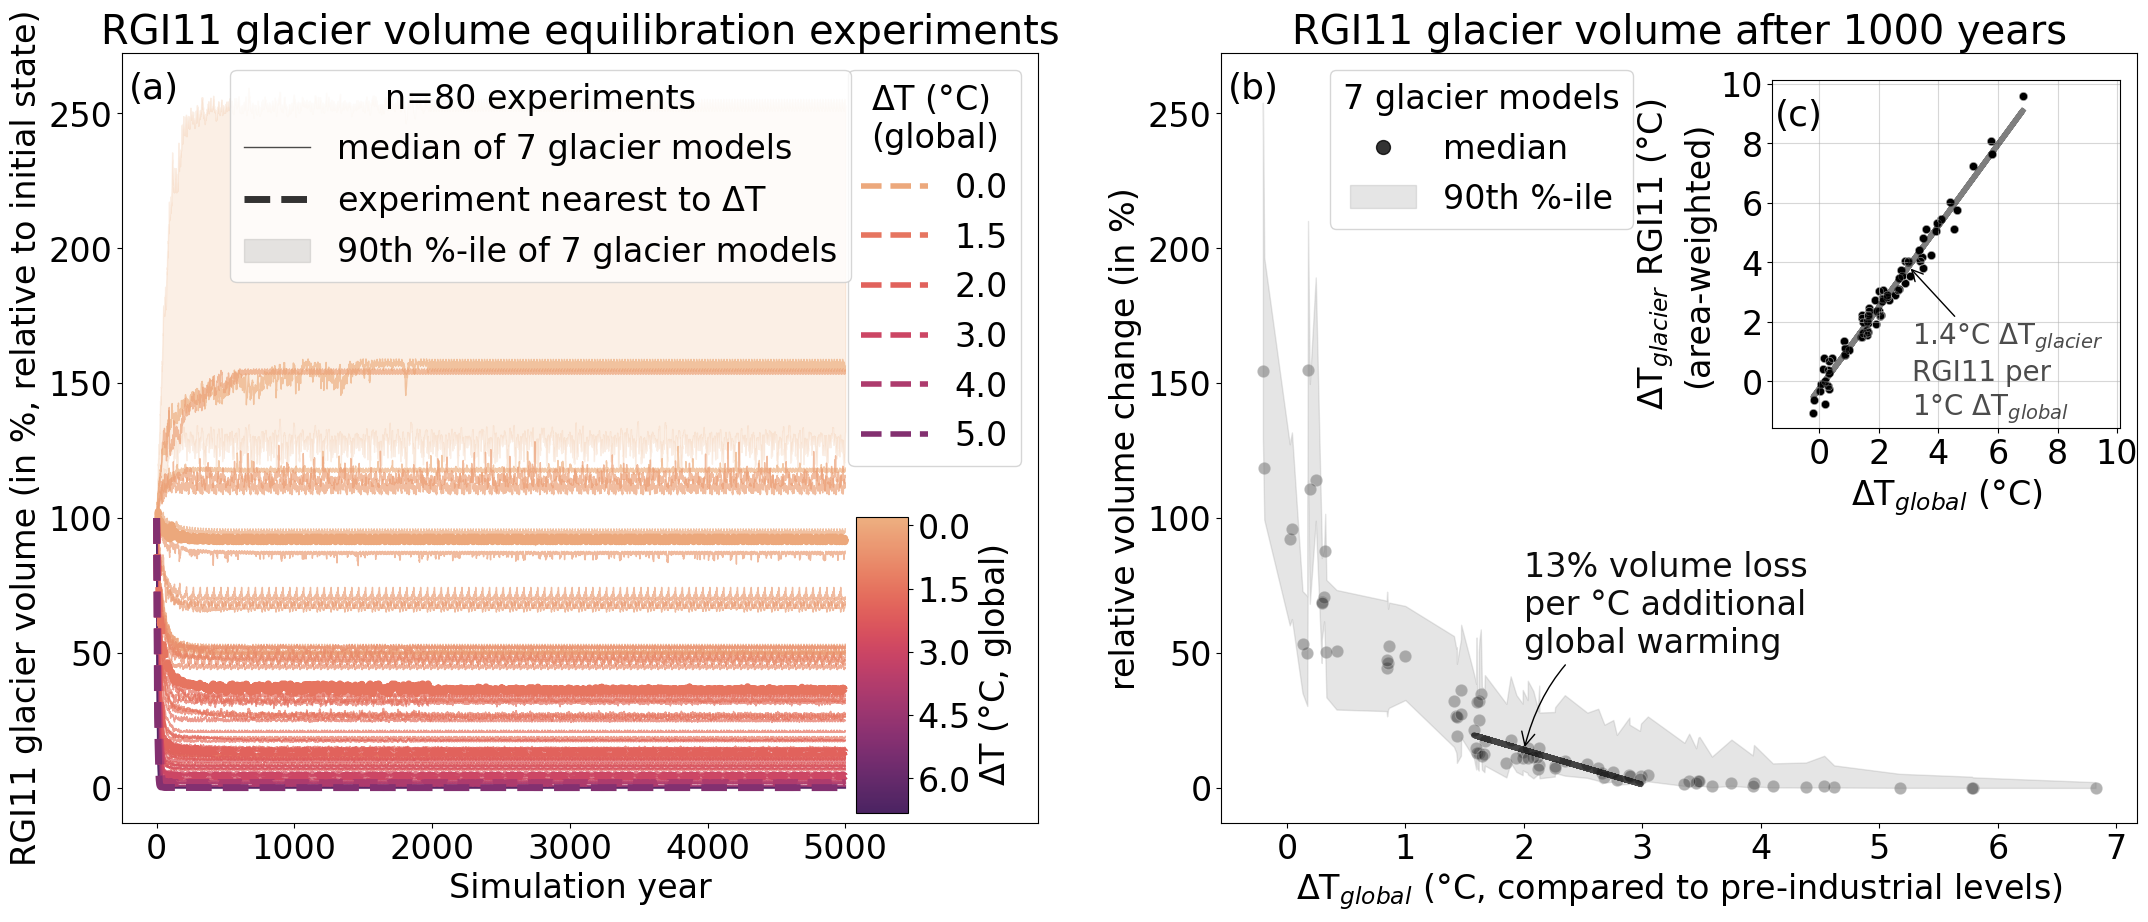 RGI11 glacier volume equilibration experiments
(a)
n=80 experiments
median of 7 glacier models
experiment nearest to ΔT
90th %-ile of 7 glacier models
ΔT (°C)
(global)
0.0
1.5
2.0
3.0
4.0
5.0
RGI11 glacier volume (in %, relative to initial state)
250
200
150
100
50
0
0 1000 2000 3000 4000 5000
Simulation year
0.0
1.5
3.0
4.5
6.0
ΔT (°C, global)
RGI11 glacier volume after 1000 years
(b)
7 glacier models
median
90th %-ile
relative volume change (in %)
250
200
150
100
50
0
13% volume loss
per °C additional
global warming
0 1 2 3 4 5 6 7
ΔTglobal (°C, compared to pre-industrial levels)
(c)
ΔTglacier RGI11 (°C)
(area-weighted)
10
8
6
4
2
0
1.4°C ΔTglacier
RGI11 per
1°C ΔTglobal
0 2 4 6 8 10
ΔTglobal (°C)